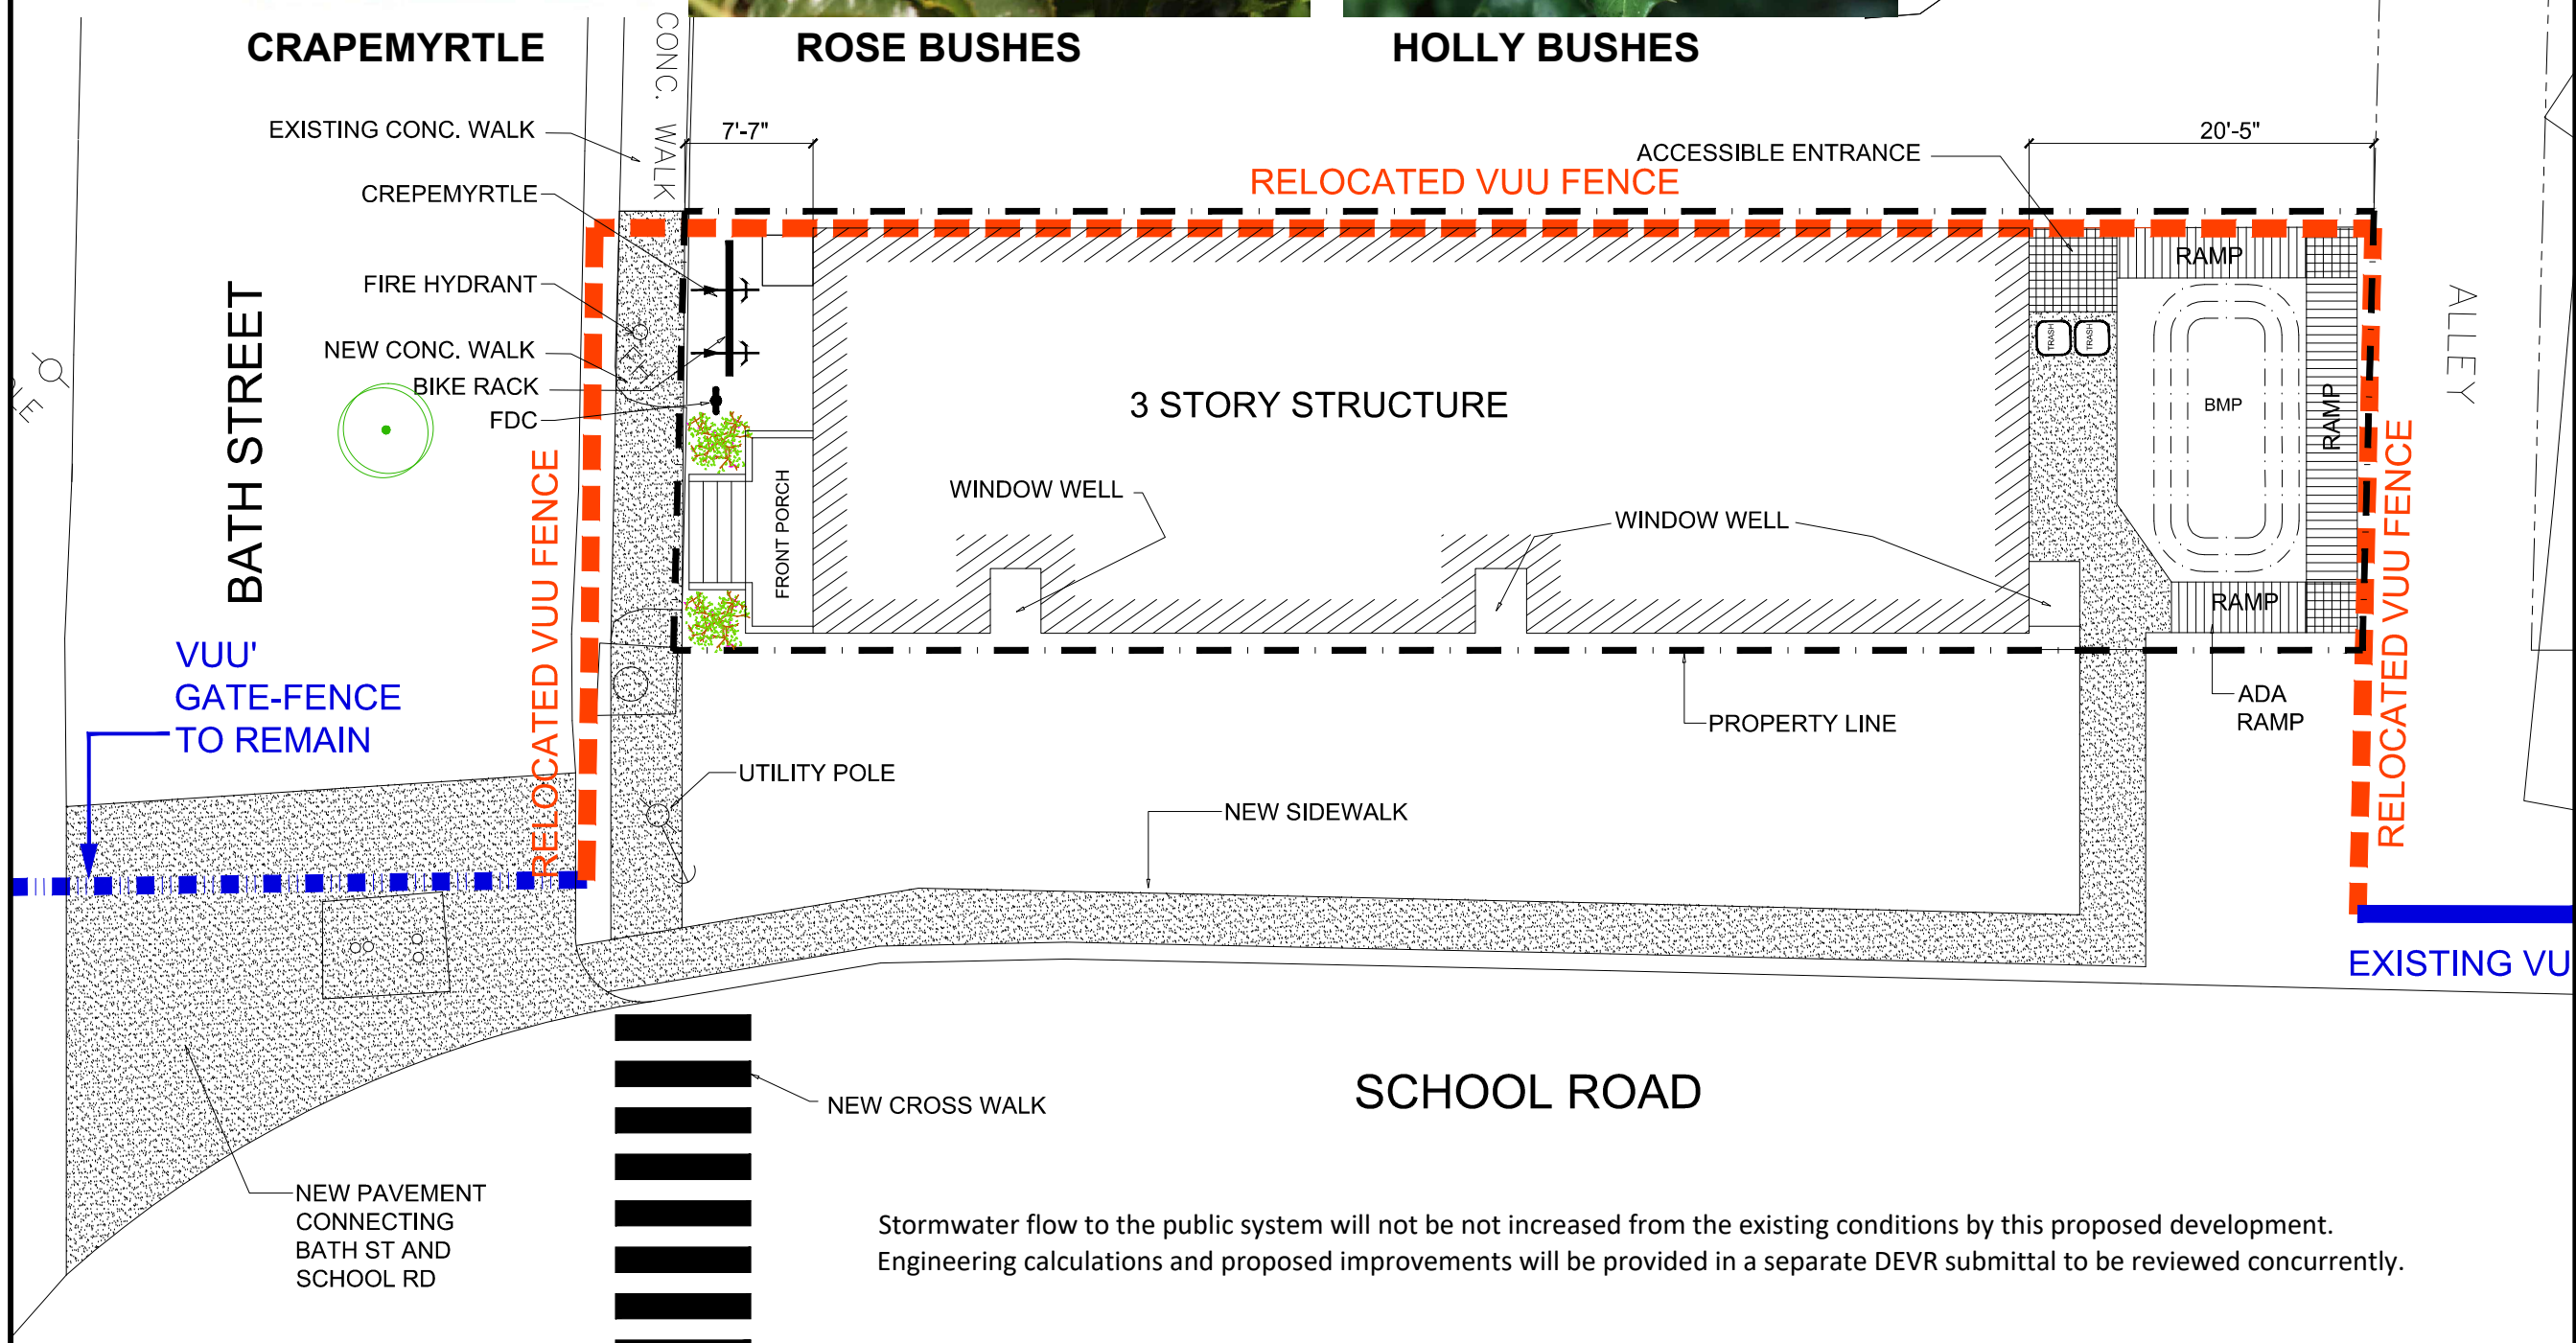 CRAPEMYRTLE
ROSE BUSHES
HOLLY BUSHES
CONC. WALK
EXISTING CONC. WALK
7'-7"
20'-5"
ACCESSIBLE ENTRANCE
RELOCATED VUU FENCE
CREPEMYRTLE
FIRE HYDRANT
NEW CONC. WALK
BIKE RACK
FDC
BATH STREET
RAMP
TRASH
TRASH
BMP
RAMP
ALLEY
3 STORY STRUCTURE
WINDOW WELL
WINDOW WELL
FRONT PORCH
RAMP
RELOCATED VUU FENCE
RELOCATED VUU FENCE
VUU'
GATE-FENCE
TO REMAIN
ADA
RAMP
PROPERTY LINE
UTILITY POLE
NEW SIDEWALK
EXISTING VU
SCHOOL ROAD
NEW CROSS WALK
NEW PAVEMENT
CONNECTING
BATH ST AND
SCHOOL RD
Stormwater flow to the public system will not be not increased from the existing conditions by this proposed development.
Engineering calculations and proposed improvements will be provided in a separate DEVR submittal to be reviewed concurrently.